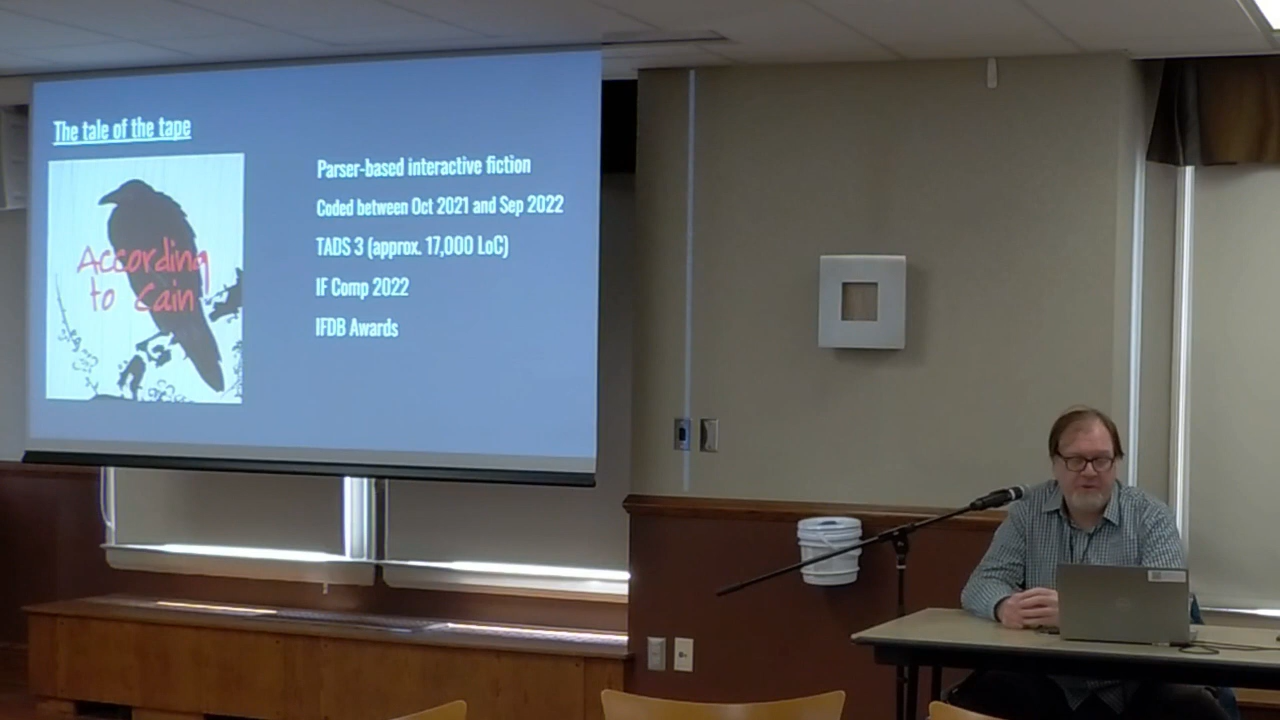 The tale of the tape
According
to Cain
Parser-based interactive fiction
Coded between Oct 2021 and Sep 2022
TADS 3 (approx. 17,000 LoC)
IF Comp 2022
IFDB Awards